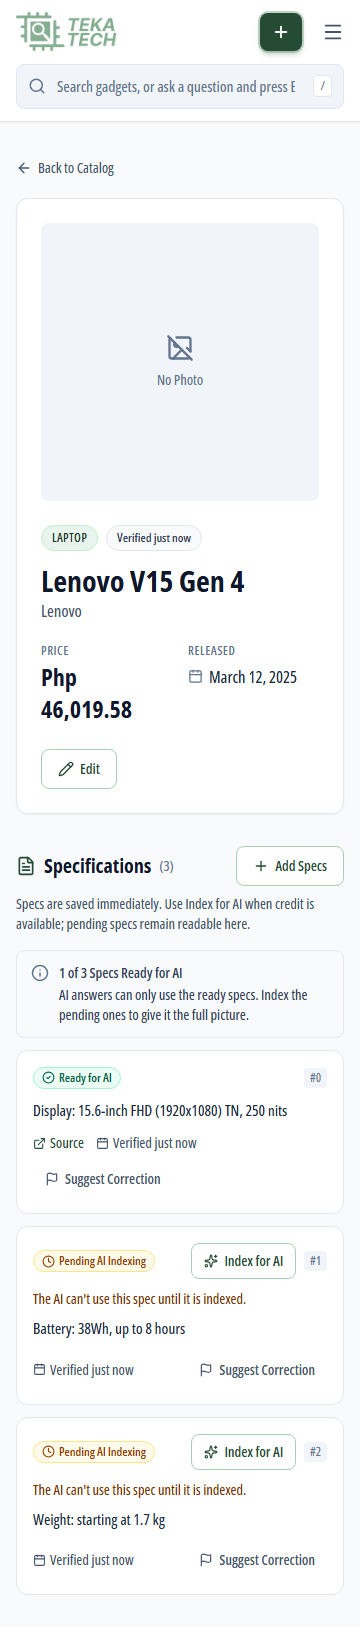 TEKA
TECH
+
Search gadgets, or ask a question and press E
/
Back to Catalog
No Photo
LAPTOP
Verified just now
Lenovo V15 Gen 4
Lenovo
PRICE
RELEASED
Php
46,019.58
March 12, 2025
Edit
Specifications (3)
Add Specs
Specs are saved immediately. Use Index for AI when credit is
available; pending specs remain readable here.
1 of 3 Specs Ready for AI
AI answers can only use the ready specs. Index the
pending ones to give it the full picture.
Ready for AI
#0
Display: 15.6-inch FHD (1920x1080) TN, 250 nits
Source
Verified just now
Suggest Correction
Pending AI Indexing
Index for AI
#1
The AI can't use this spec until it is indexed.
Battery: 38Wh, up to 8 hours
Verified just now
Suggest Correction
Pending AI Indexing
Index for AI
#2
The AI can't use this spec until it is indexed.
Weight: starting at 1.7 kg
Verified just now
Suggest Correction